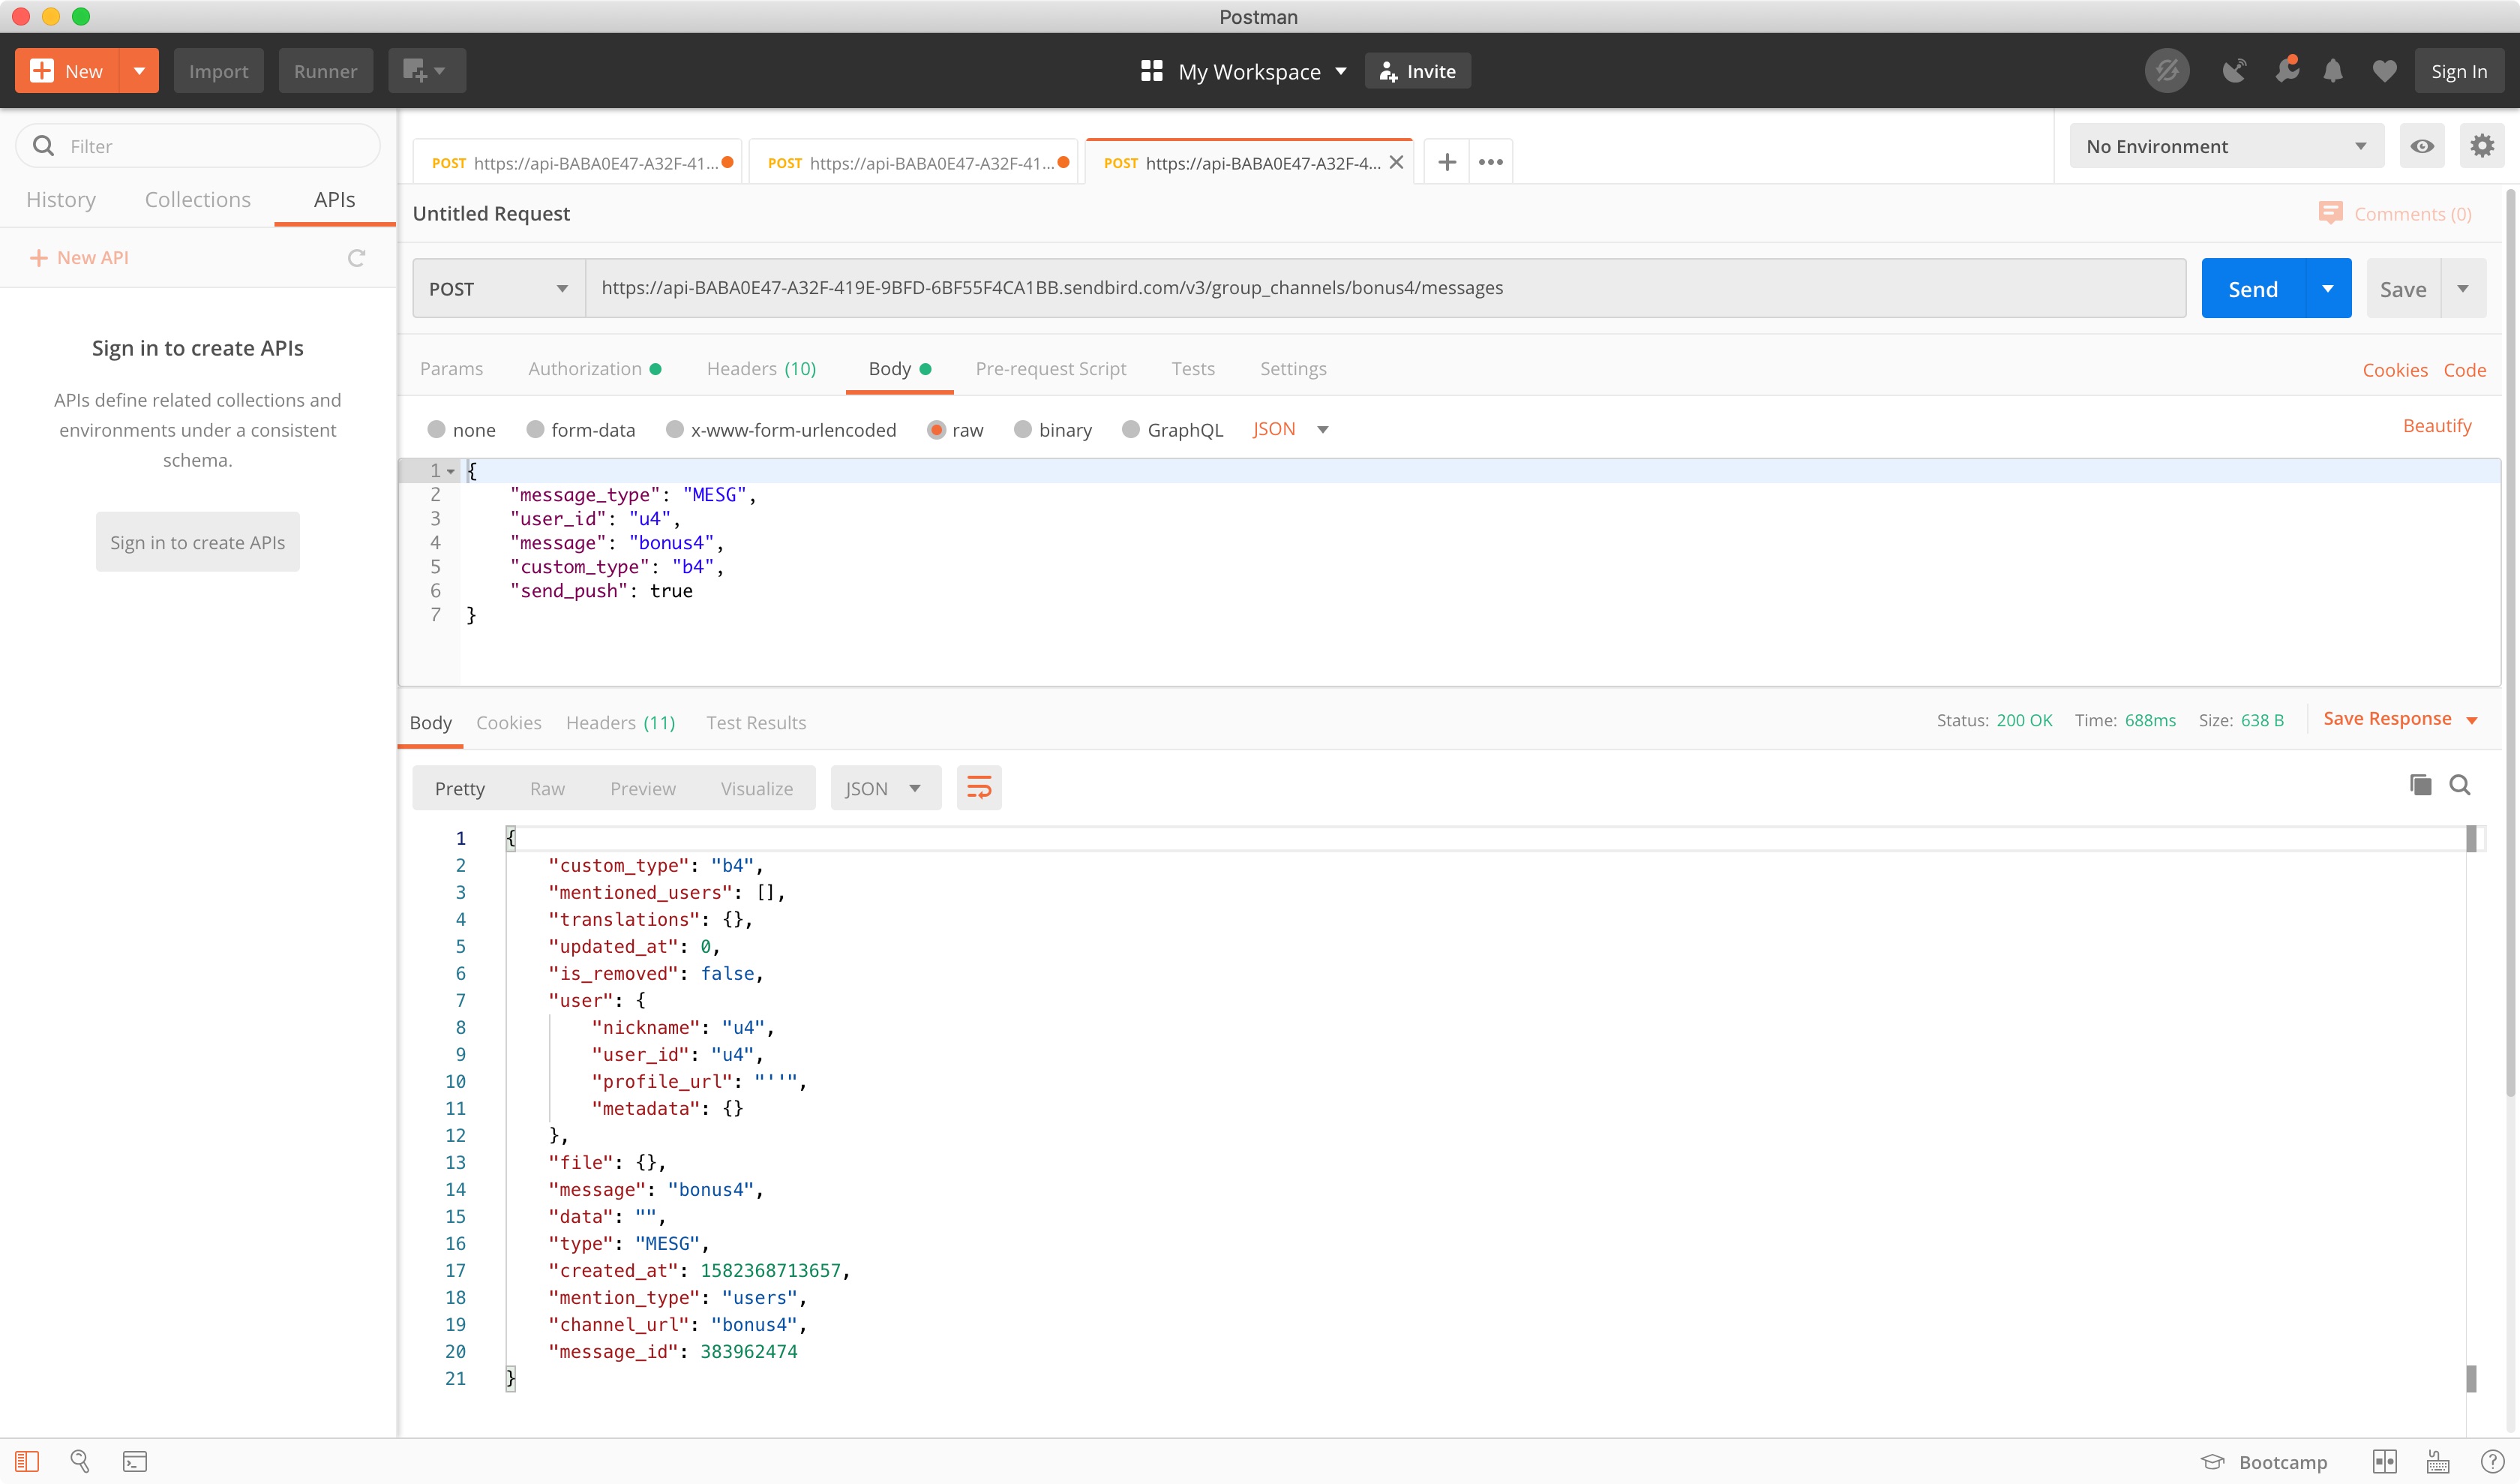 Postman
New
Import
Runner
My Workspace
Invite
Sign In
Filter
History
Collections
APIs
New API
Sign in to create APIs
APIs define related collections and
environments under a consistent
schema.
Sign in to create APIs
POST https://api-BABA0E47-A32F-41...
POST https://api-BABA0E47-A32F-41...
POST https://api-BABA0E47-A32F-4...
No Environment
Untitled Request
Comments (0)
POST
https://api-BABA0E47-A32F-419E-9BFD-6BF55F4CA1BB.sendbird.com/v3/group_channels/bonus4/messages
Send
Save
Params
Authorization
Headers (10)
Body
Pre-request Script
Tests
Settings
Cookies
Code
none
form-data
x-www-form-urlencoded
raw
binary
GraphQL
JSON
Beautify
1 {
2 "message_type": "MESG",
3 "user_id": "u4",
4 "message": "bonus4",
5 "custom_type": "b4",
6 "send_push": true
7 }
Body
Cookies
Headers (11)
Test Results
Status: 200 OK
Time: 688ms
Size: 638 B
Save Response
Pretty
Raw
Preview
Visualize
JSON
1 {
2 "custom_type": "b4",
3 "mentioned_users": [],
4 "translations": {},
5 "updated_at": 0,
6 "is_removed": false,
7 "user": {
8 "nickname": "u4",
9 "user_id": "u4",
10 "profile_url": "''",
11 "metadata": {}
12 },
13 "file": {},
14 "message": "bonus4",
15 "data": "",
16 "type": "MESG",
17 "created_at": 1582368713657,
18 "mention_type": "users",
19 "channel_url": "bonus4",
20 "message_id": 383962474
21 }
Bootcamp